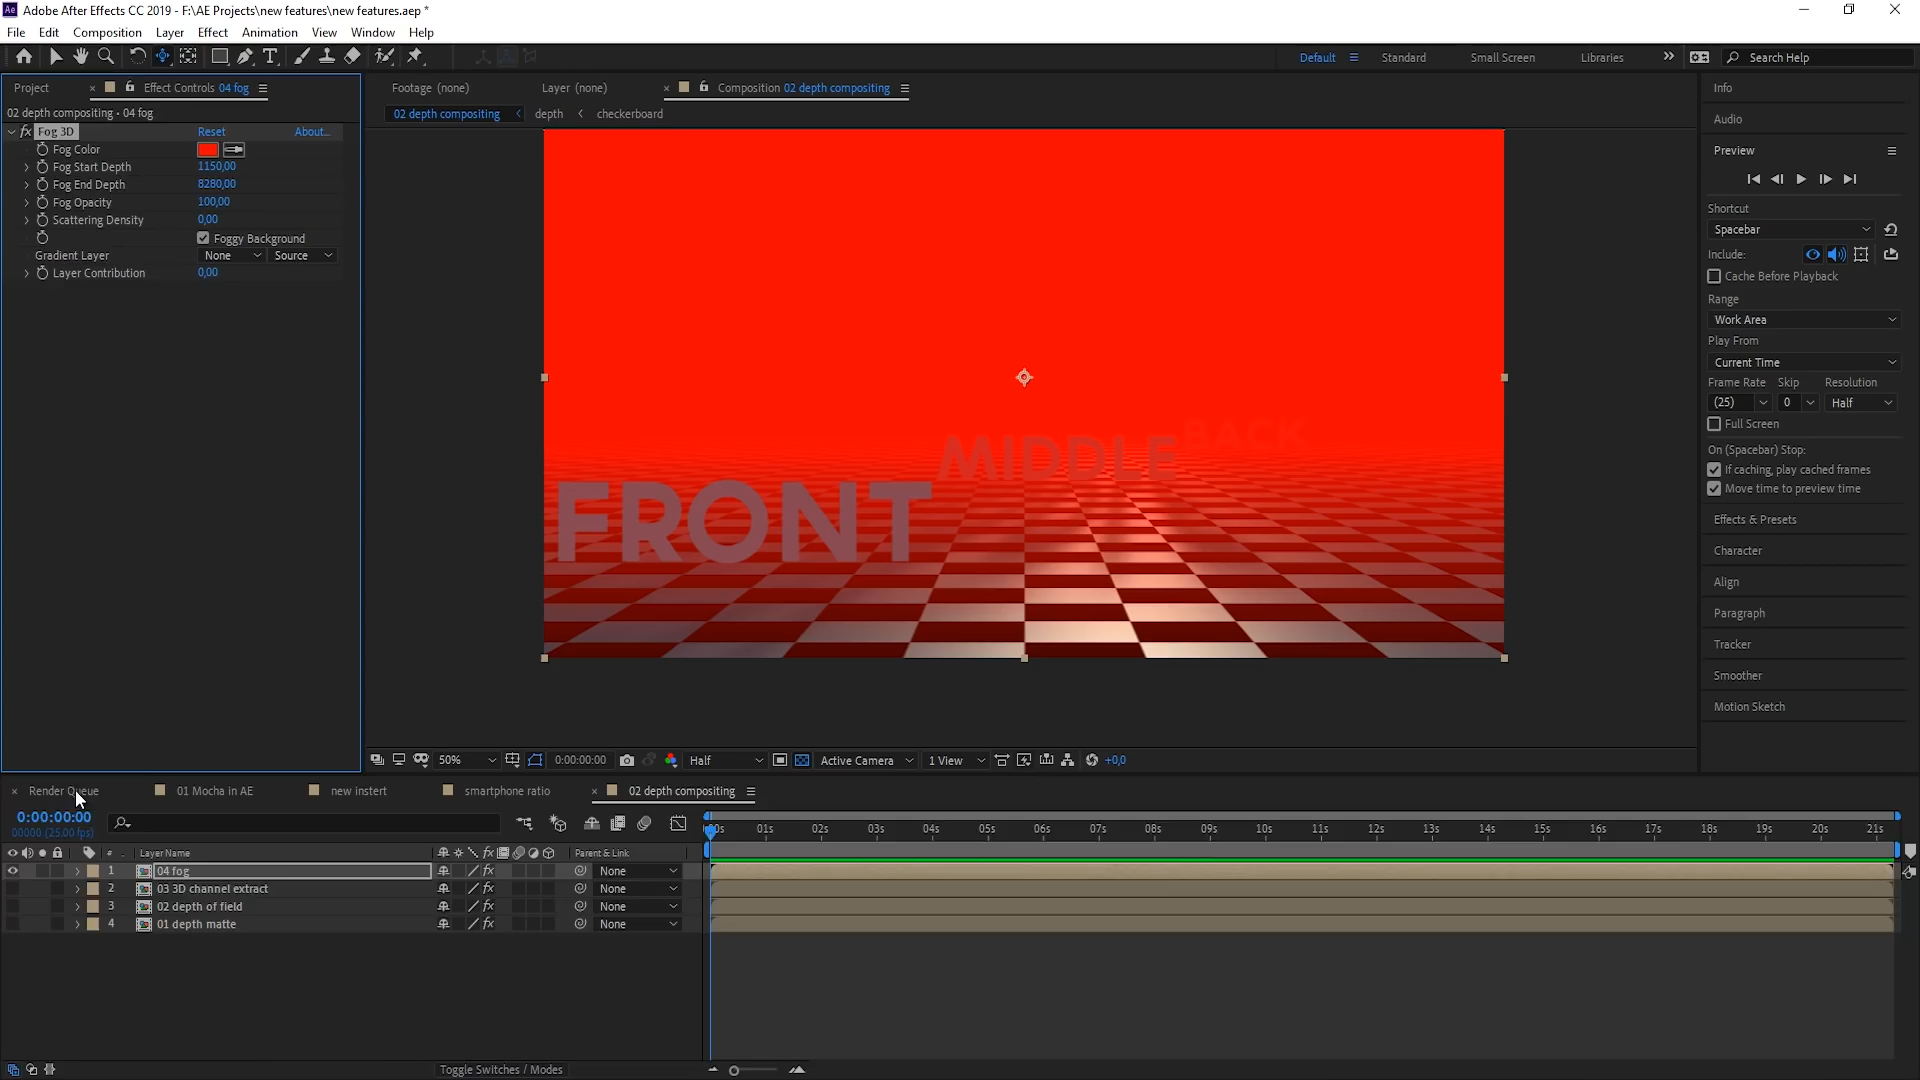 Ae Adobe After Effects CC 2019 - F:\AE Projects\new features\new features.aep *
File Edit Composition Layer Effect Animation View Window Help
Default Standard Small Screen Libraries Search Help
Project Effect Controls 04 fog
02 depth compositing • 04 fog
fx Fog 3D Reset About...
Fog Color
Fog Start Depth 1150,00
Fog End Depth 8280,00
Fog Opacity 100,00
Scattering Density 0,00
Foggy Background
Gradient Layer None Source
Layer Contribution 0,00
Footage (none) Layer (none) Composition 02 depth compositing
02 depth compositing depth checkerboard
FRONT MIDDLE BACK
50% 0:00:00:00 Half Active Camera 1 View +0,0
Info
Audio
Preview
Shortcut
Spacebar
Include:
Cache Before Playback
Range
Work Area
Play From
Current Time
Frame Rate Skip Resolution
(25) 0 Half
Full Screen
On (Spacebar) Stop:
If caching, play cached frames
Move time to preview time
Effects & Presets
Character
Align
Paragraph
Tracker
Smoother
Motion Sketch
Render Queue 01 Mocha in AE new instert smartphone ratio 02 depth compositing
0:00:00:00
00000 (25.00 fps)
00s 01s 02s 03s 04s 05s 06s 07s 08s 09s 10s 11s 12s 13s 14s 15s 16s 17s 18s 19s 20s 21s
# Layer Name fx Parent & Link
1 04 fog fx None
2 03 3D channel extract fx None
3 02 depth of field fx None
4 01 depth matte fx None
Toggle Switches / Modes